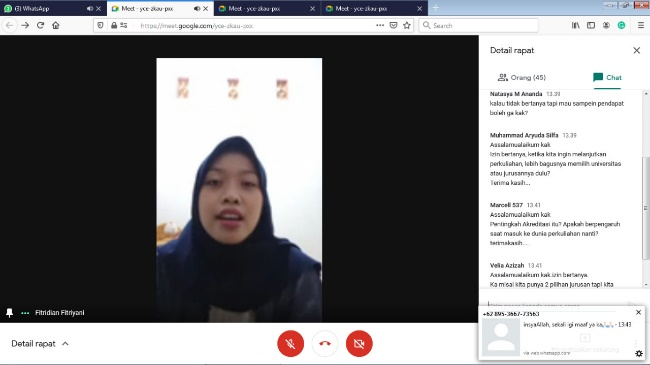 (3) WhatsApp
Meet - yce-zkau-pxx
Meet - yce-zkau-pxx
Meet - yce-zkau-pxx
https://meet.google.com/yce-zkau-pxx
Search
Detail rapat
Orang (45)
Chat
Natasya M Ananda 13.39
kalau tidak bertanya tapi mau sampein pendapat
boleh ga kak?
Muhammad Aryuda Silfa 13.39
Assalamualaikum kak
Izin bertanya, ketika kita ingin melanjutkan
perkuliahan, lebih bagusnya memilih universitas
atau jurusannya dulu?
Terima kasih...
Marcell 537 13.41
Assalamualaikum kak
Pentingkah Akreditasi itu? Apakah berpengaruh
saat masuk ke dunia perkuliahan nanti?
terimakasih....
Velia Azizah 13.41
Assalamualaikum kak.izin bertanya.
Ka misal kita punya 2 pilihan jurusan tapi kita
+62 895-3667-73563
insyaAllah, sekali lgi maaf ya ka🙏🏻🙏🏻 - 13:43
via web.whatsapp.com
Fitridian Fitriyani
Detail rapat